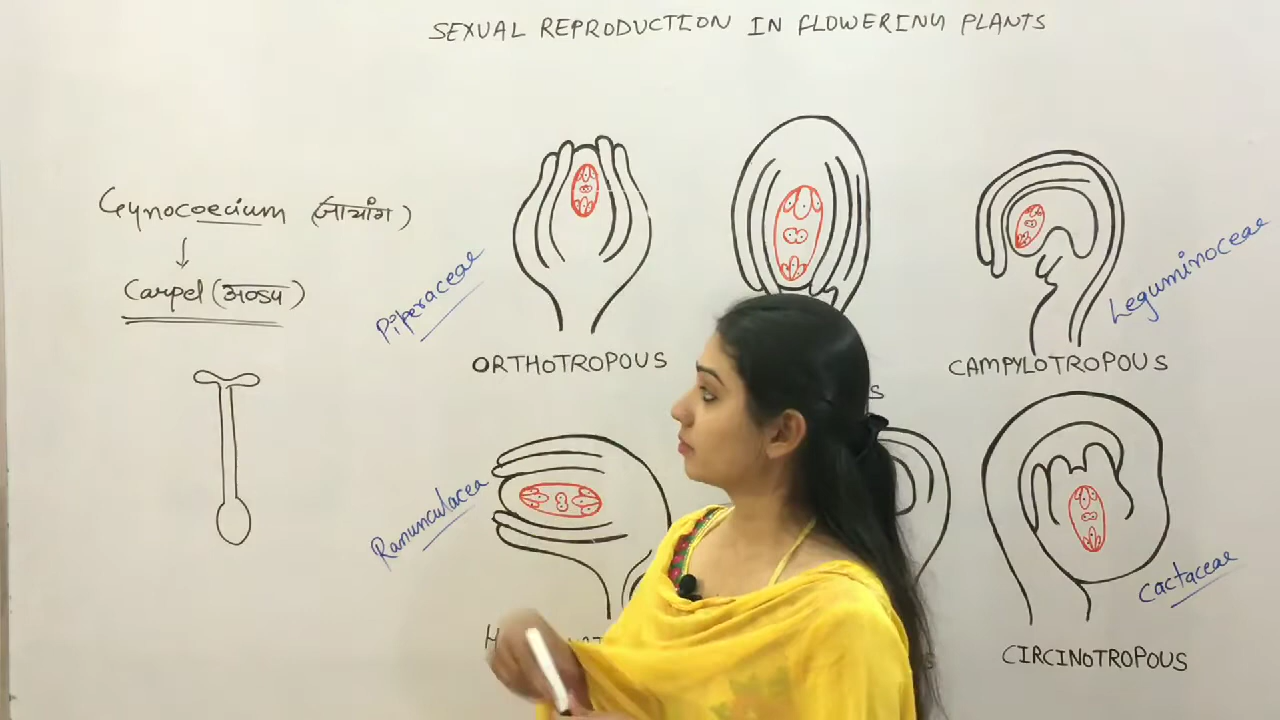 SEXUAL REPRODUCTION IN FLOWERING PLANTS
Gynocoecium (जायांग)
Carpel (अण्डप)
Piperaceae
ORTHOTROPOUS
Leguminoceae
CAMPYLOTROPOUS
S
Ranunculacea
Cactaceae
H
CIRCINOTROPOUS
S